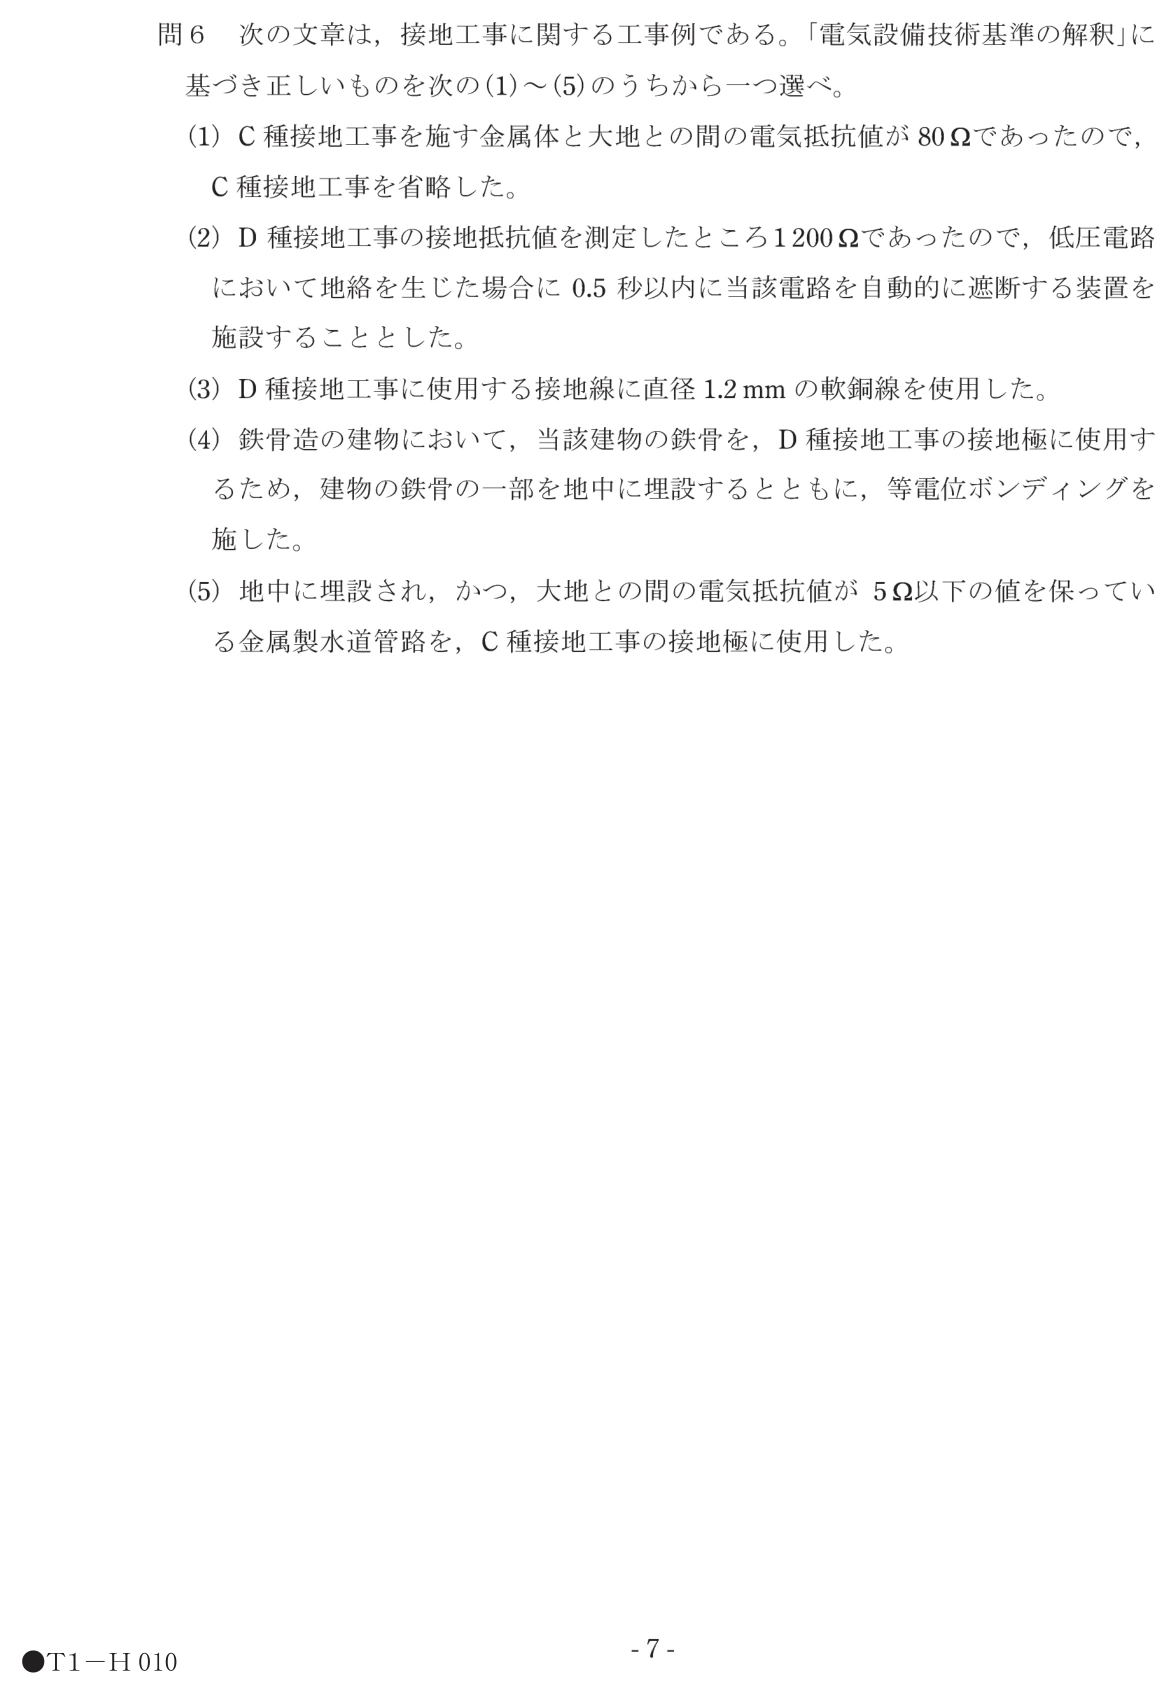 問６　次の文章は，接地工事に関する工事例である。「電気設備技術基準の解釈」に
基づき正しいものを次の(1)～(5)のうちから一つ選べ。
(1)　C 種接地工事を施す金属体と大地との間の電気抵抗値が 80 Ωであったので，
C 種接地工事を省略した。
(2)　D 種接地工事の接地抵抗値を測定したところ1 200 Ωであったので，低圧電路
において地絡を生じた場合に 0.5 秒以内に当該電路を自動的に遮断する装置を
施設することとした。
(3)　D 種接地工事に使用する接地線に直径 1.2 mm の軟銅線を使用した。
(4)　鉄骨造の建物において，当該建物の鉄骨を，D 種接地工事の接地極に使用す
るため，建物の鉄骨の一部を地中に埋設するとともに，等電位ボンディングを
施した。
(5)　地中に埋設され，かつ，大地との間の電気抵抗値が 5 Ω以下の値を保ってい
る金属製水道管路を，C 種接地工事の接地極に使用した。
- 7 -
●T1－H 010